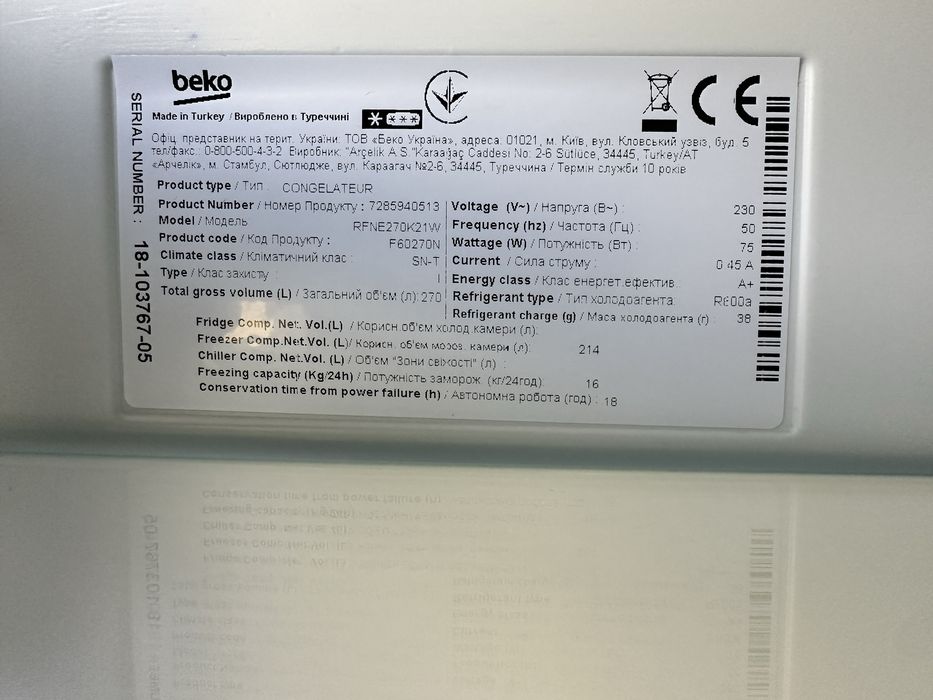 beko
Made in Turkey / Вироблено в Туреччині
CE
Офіц. представник на терит. України: ТОВ «Беко Україна», адреса: 01021, м. Київ, вул. Кловський узвіз, буд. 5
тел/факс.: 0-800-500-4-3-2 Виробник: "Arçelik A.S "Karaağaç Caddesi No: 2-6 Sütlüce, 34445, Turkey/АТ
«Арчелік», м. Стамбул, Сютлюдже, вул. Караагач №2-6, 34445, Туреччина / Термін служби 10 років
Product type / Тип : CONGELATEUR
Product Number / Номер Продукту : 7285940513
Model / Модель RFNE270K21W
Product code / Код Продукту : F60270N
Climate class / Кліматичний клас : SN-T
Type / Клас захисту : I
Total gross volume (L) / Загальний об'єм (л): 270
Voltage (V~) / Напруга (В~) : 230
Frequency (hz) / Частота (Гц) : 50
Wattage (W) / Потужність (Вт) : 75
Current / Сила струму : 0.45 A
Energy class / Клас енергет.ефектив : A+
Refrigerant type / Тип холодоагента: R600a
Refrigerant charge (g) / Маса холодоагента (г) : 38
Fridge Comp. Net. Vol.(L) / Корисн.об'єм холод.камери (л):
Freezer Comp.Net.Vol. (L)/ Корисн. об'єм мороз. камери (л): 214
Chiller Comp. Net.Vol. (L) / Об'єм "Зони свіжості" (л) :
Freezing capacity (Kg/24h) / Потужність заморож. (кг/24год): 16
Conservation time from power failure (h) / Автономна робота (год) : 18
SERIAL NUMBER : 18-103767-05